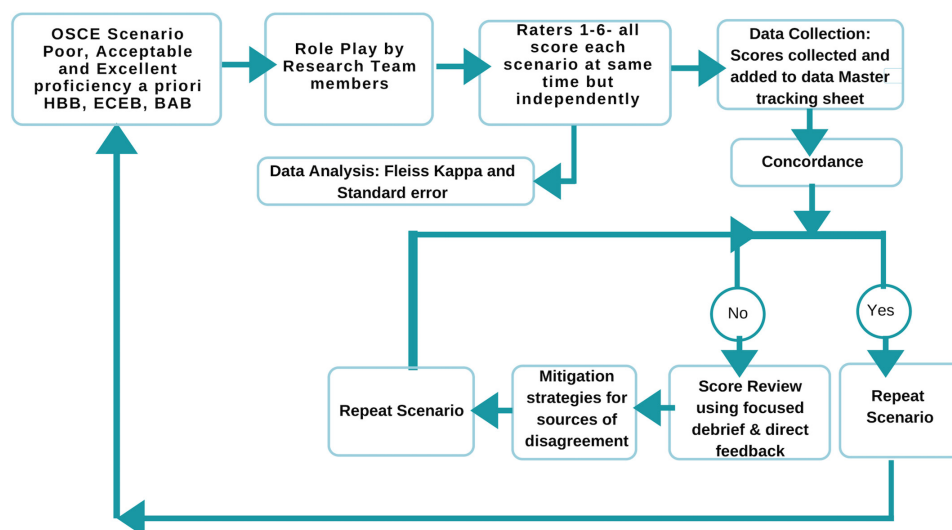 OSCE Scenario
Poor, Acceptable
and Excellent
proficiency a priori
HBB, ECEB, BAB
Role Play by
Research Team
members
Raters 1-6- all
score each
scenario at same
time but
independently
Data Collection:
Scores collected and
added to data Master
tracking sheet
Data Analysis: Fleiss Kappa and
Standard error
Concordance
No
Yes
Repeat Scenario
Mitigation
strategies for
sources of
disagreement
Score Review
using focused
debrief & direct
feedback
Repeat
Scenario